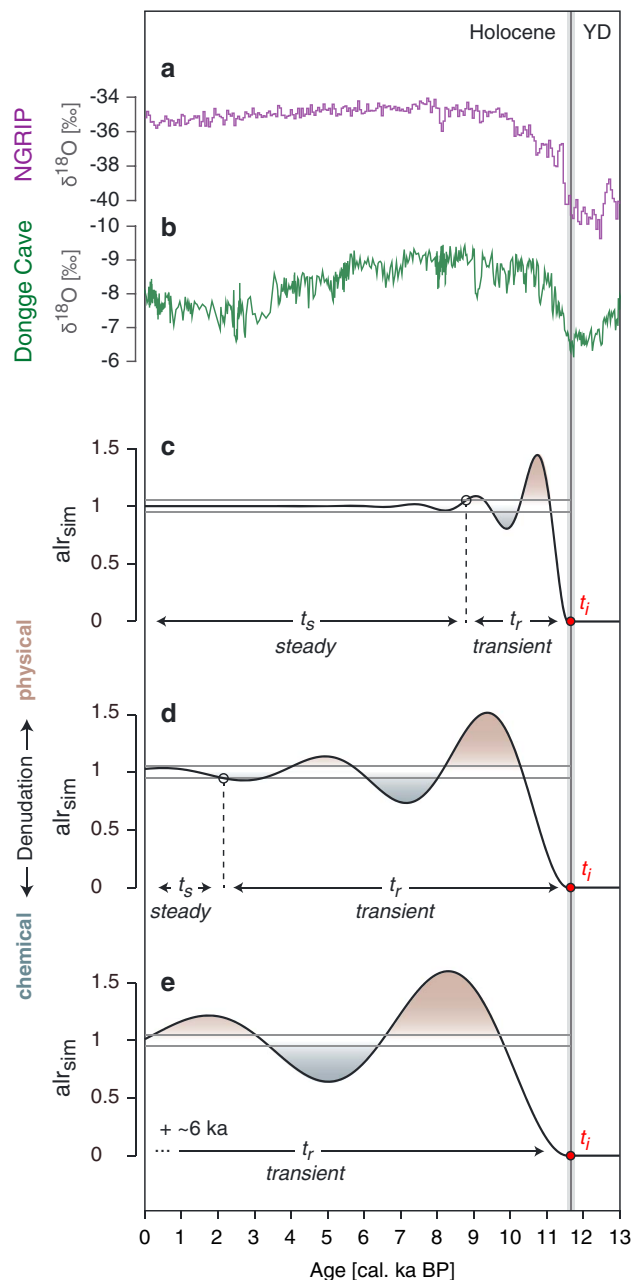 Holocene YD
a
NGRIP
δ18O [‰]
-34
-36
-38
-40
b
Dongge Cave
δ18O [‰]
-10
-9
-8
-7
-6
c
alrsim
1.5
1
0.5
0
ts
steady
tr
transient
ti
chemical ← Denudation → physical
d
alrsim
1.5
1
0.5
0
ts
steady
tr
transient
ti
e
alrsim
1.5
1
0.5
0
+ ~6 ka
...
tr
transient
ti
0 1 2 3 4 5 6 7 8 9 10 11 12 13
Age [cal. ka BP]